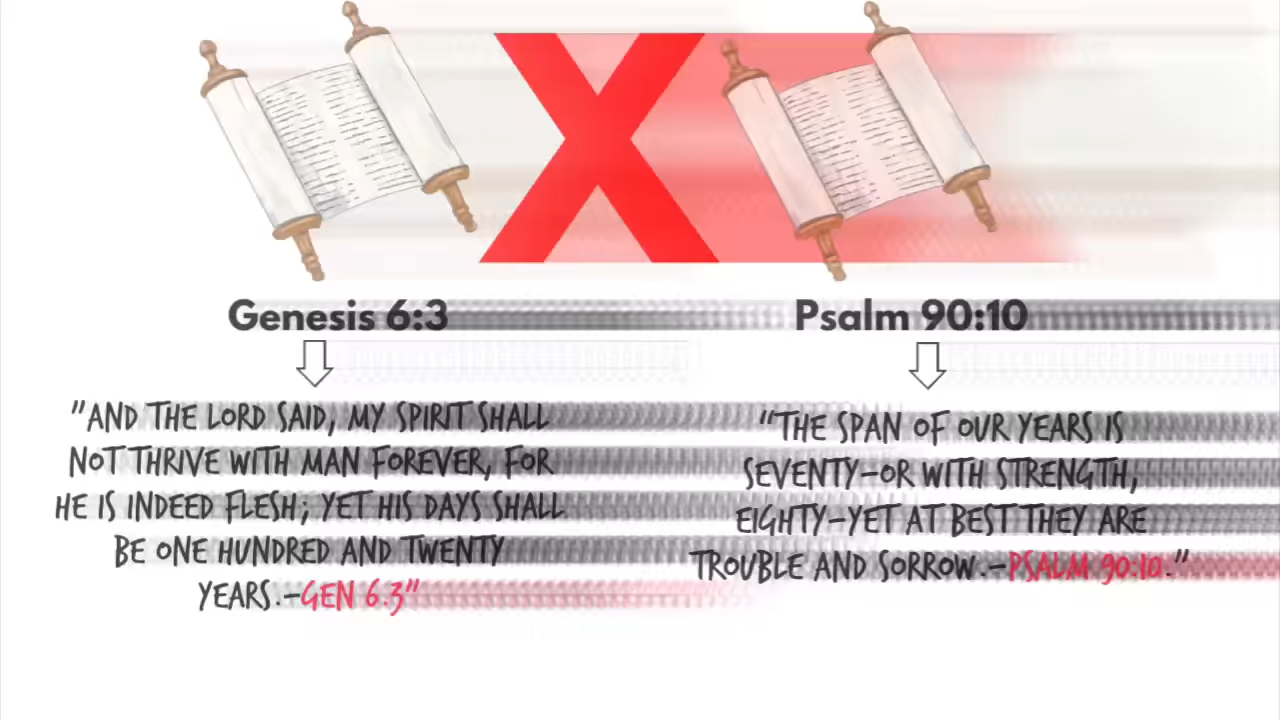 Genesis 6:3
"AND THE LORD SAID, MY SPIRIT SHALL
NOT THRIVE WITH MAN FOREVER, FOR
HE IS INDEED FLESH; YET HIS DAYS SHALL
BE ONE HUNDRED AND TWENTY
YEARS.–GEN 6:3"
Psalm 90:10
"THE SPAN OF OUR YEARS IS
SEVENTY–OR WITH STRENGTH,
EIGHTY–YET AT BEST THEY ARE
TROUBLE AND SORROW.–PSALM 90:10."